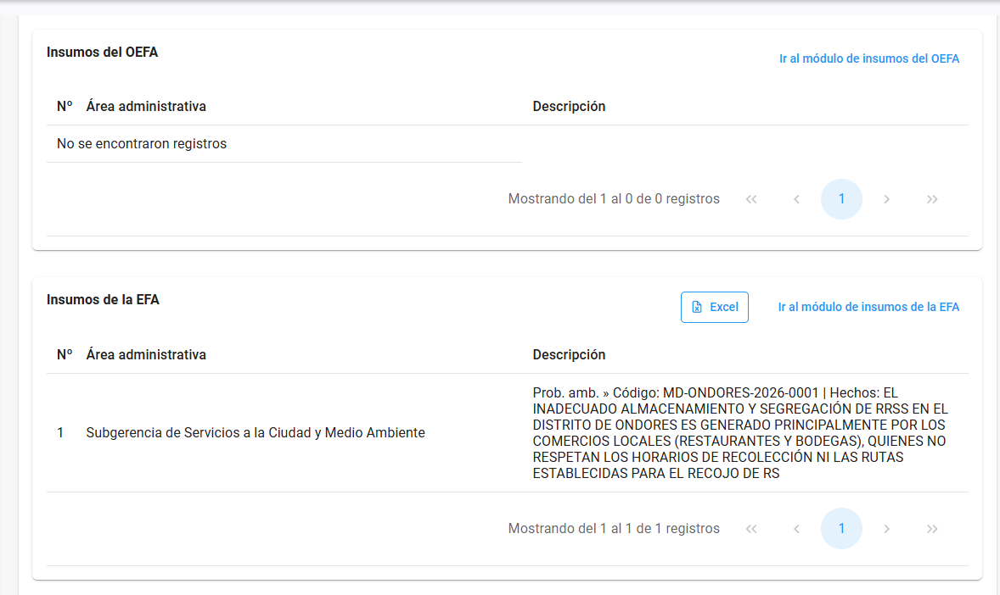 Insumos del OEFA
Ir al módulo de insumos del OEFA
Nº Área administrativa Descripción
No se encontraron registros
Mostrando del 1 al 0 de 0 registros « ‹ 1 › »
Insumos de la EFA
Excel Ir al módulo de insumos de la EFA
Nº Área administrativa Descripción
1 Subgerencia de Servicios a la Ciudad y Medio Ambiente
Prob. amb. » Código: MD-ONDORES-2026-0001 | Hechos: EL
INADECUADO ALMACENAMIENTO Y SEGREGACIÓN DE RRSS EN EL
DISTRITO DE ONDORES ES GENERADO PRINCIPALMENTE POR LOS
COMERCIOS LOCALES (RESTAURANTES Y BODEGAS), QUIENES NO
RESPETAN LOS HORARIOS DE RECOLECCIÓN NI LAS RUTAS
ESTABLECIDAS PARA EL RECOJO DE RS
Mostrando del 1 al 1 de 1 registros « ‹ 1 › »